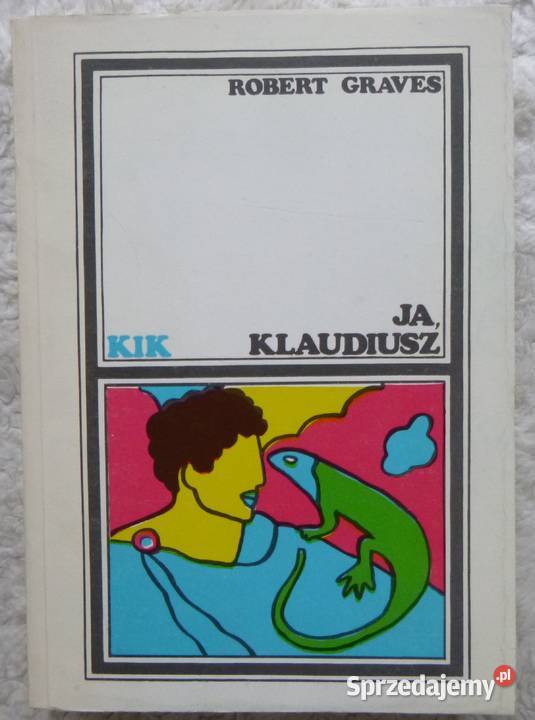 ROBERT GRAVES
JA,
KIK KLAUDIUSZ
Sprzedajemy.pl